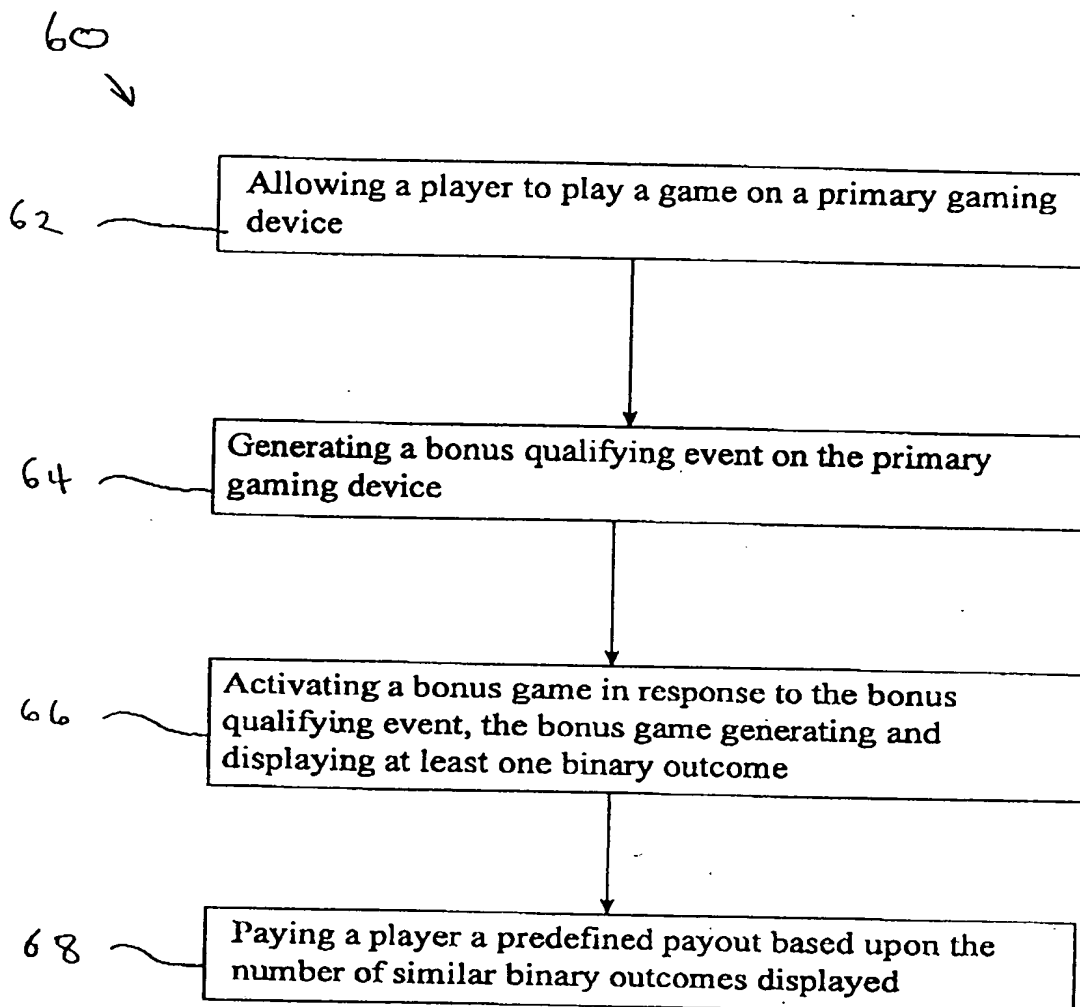 60
62
Allowing a player to play a game on a primary gaming
device
64
Generating a bonus qualifying event on the primary
gaming device
66
Activating a bonus game in response to the bonus
qualifying event, the bonus game generating and
displaying at least one binary outcome
68
Paying a player a predefined payout based upon the
number of similar binary outcomes displayed